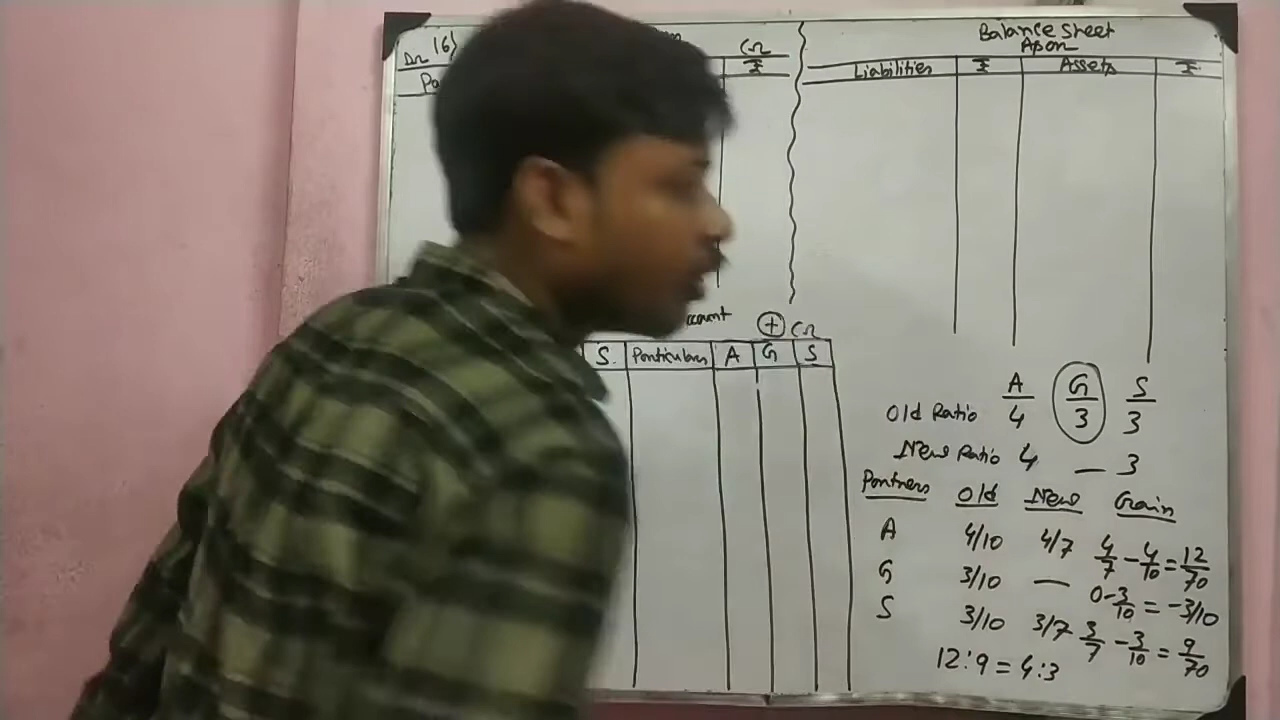 Dr (6)
Cr
₹
Balance Sheet
As on
Liabilities ₹ Assets ₹
+ Cr
S Particulars A G S
A G S
Old Ratio 4 3 3
New Ratio 4 — 3
Partners Old New Gain
A 4/10 4/7 4/7 - 4/10 = 12/70
G 3/10 — 0 - 3/10 = -3/10
S 3/10 3/7 3/7 - 3/10 = 9/70
12:9 = 4:3